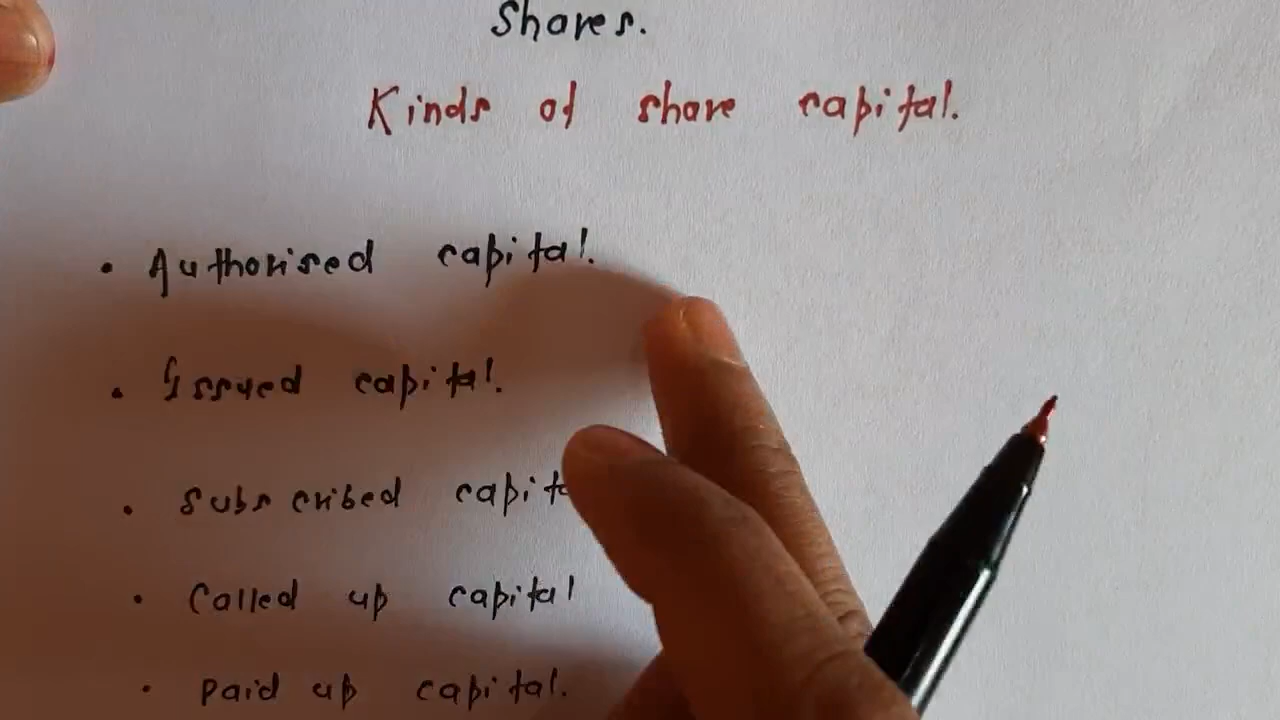 Shares.
Kinds of share capital.
• Authorised capital.
• Issued capital.
• Subscribed
• Called up capital
• Paid up capital.